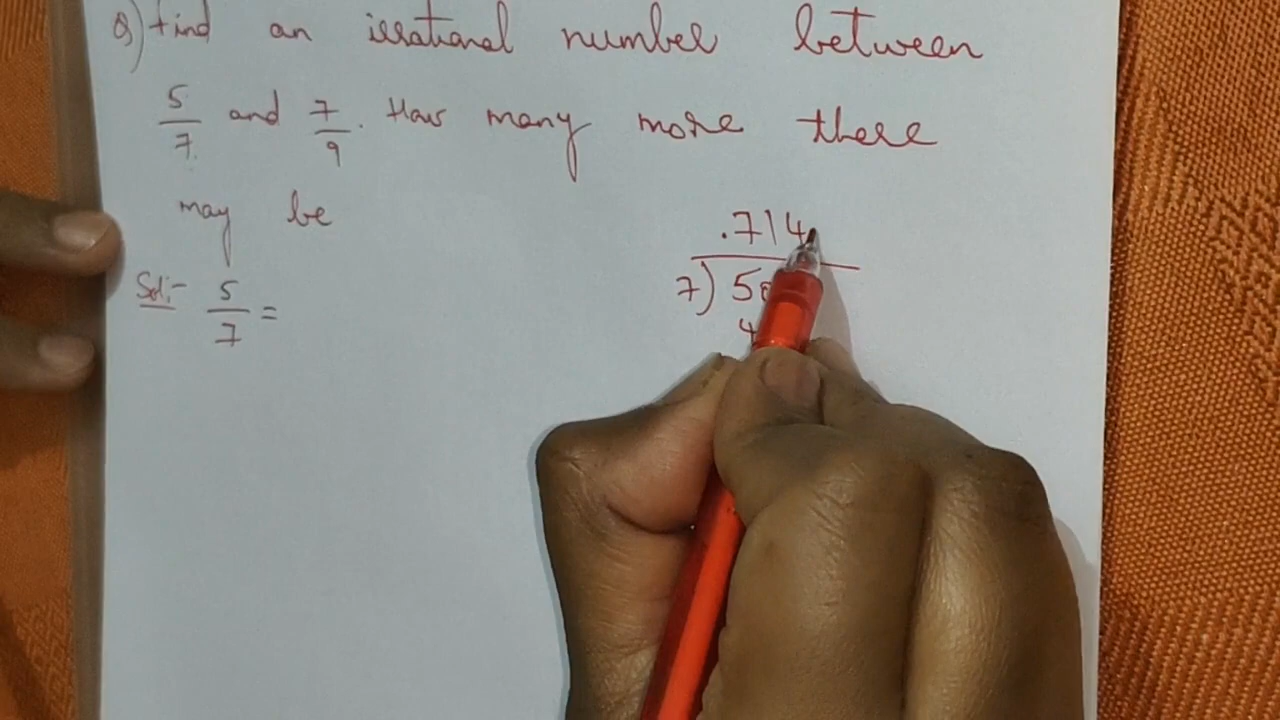 Q) Find an irrational number between
5/7 and 7/9. How many more there
may be
Sol:- 5/7 =
.714
7) 50
4